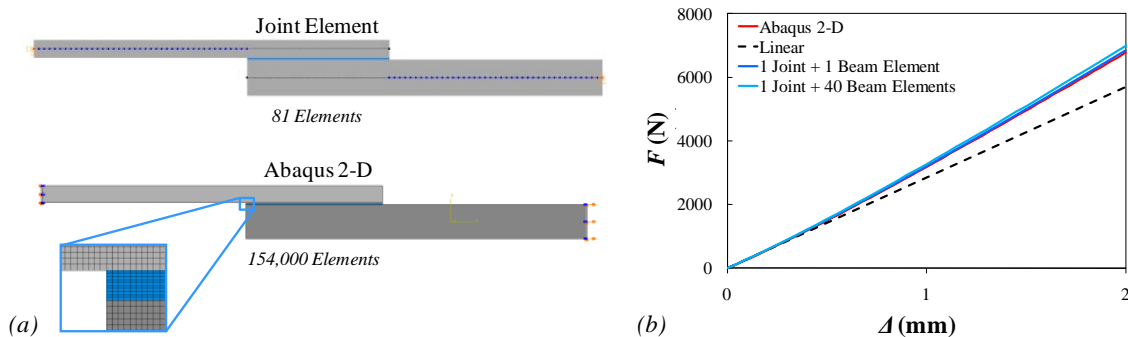 Joint Element
81 Elements
Abaqus 2-D
154,000 Elements
(a)
8000
6000
4000
2000
0
F (N)
Abaqus 2-D
Linear
1 Joint + 1 Beam Element
1 Joint + 40 Beam Elements
0
1
2
Δ (mm)
(b)